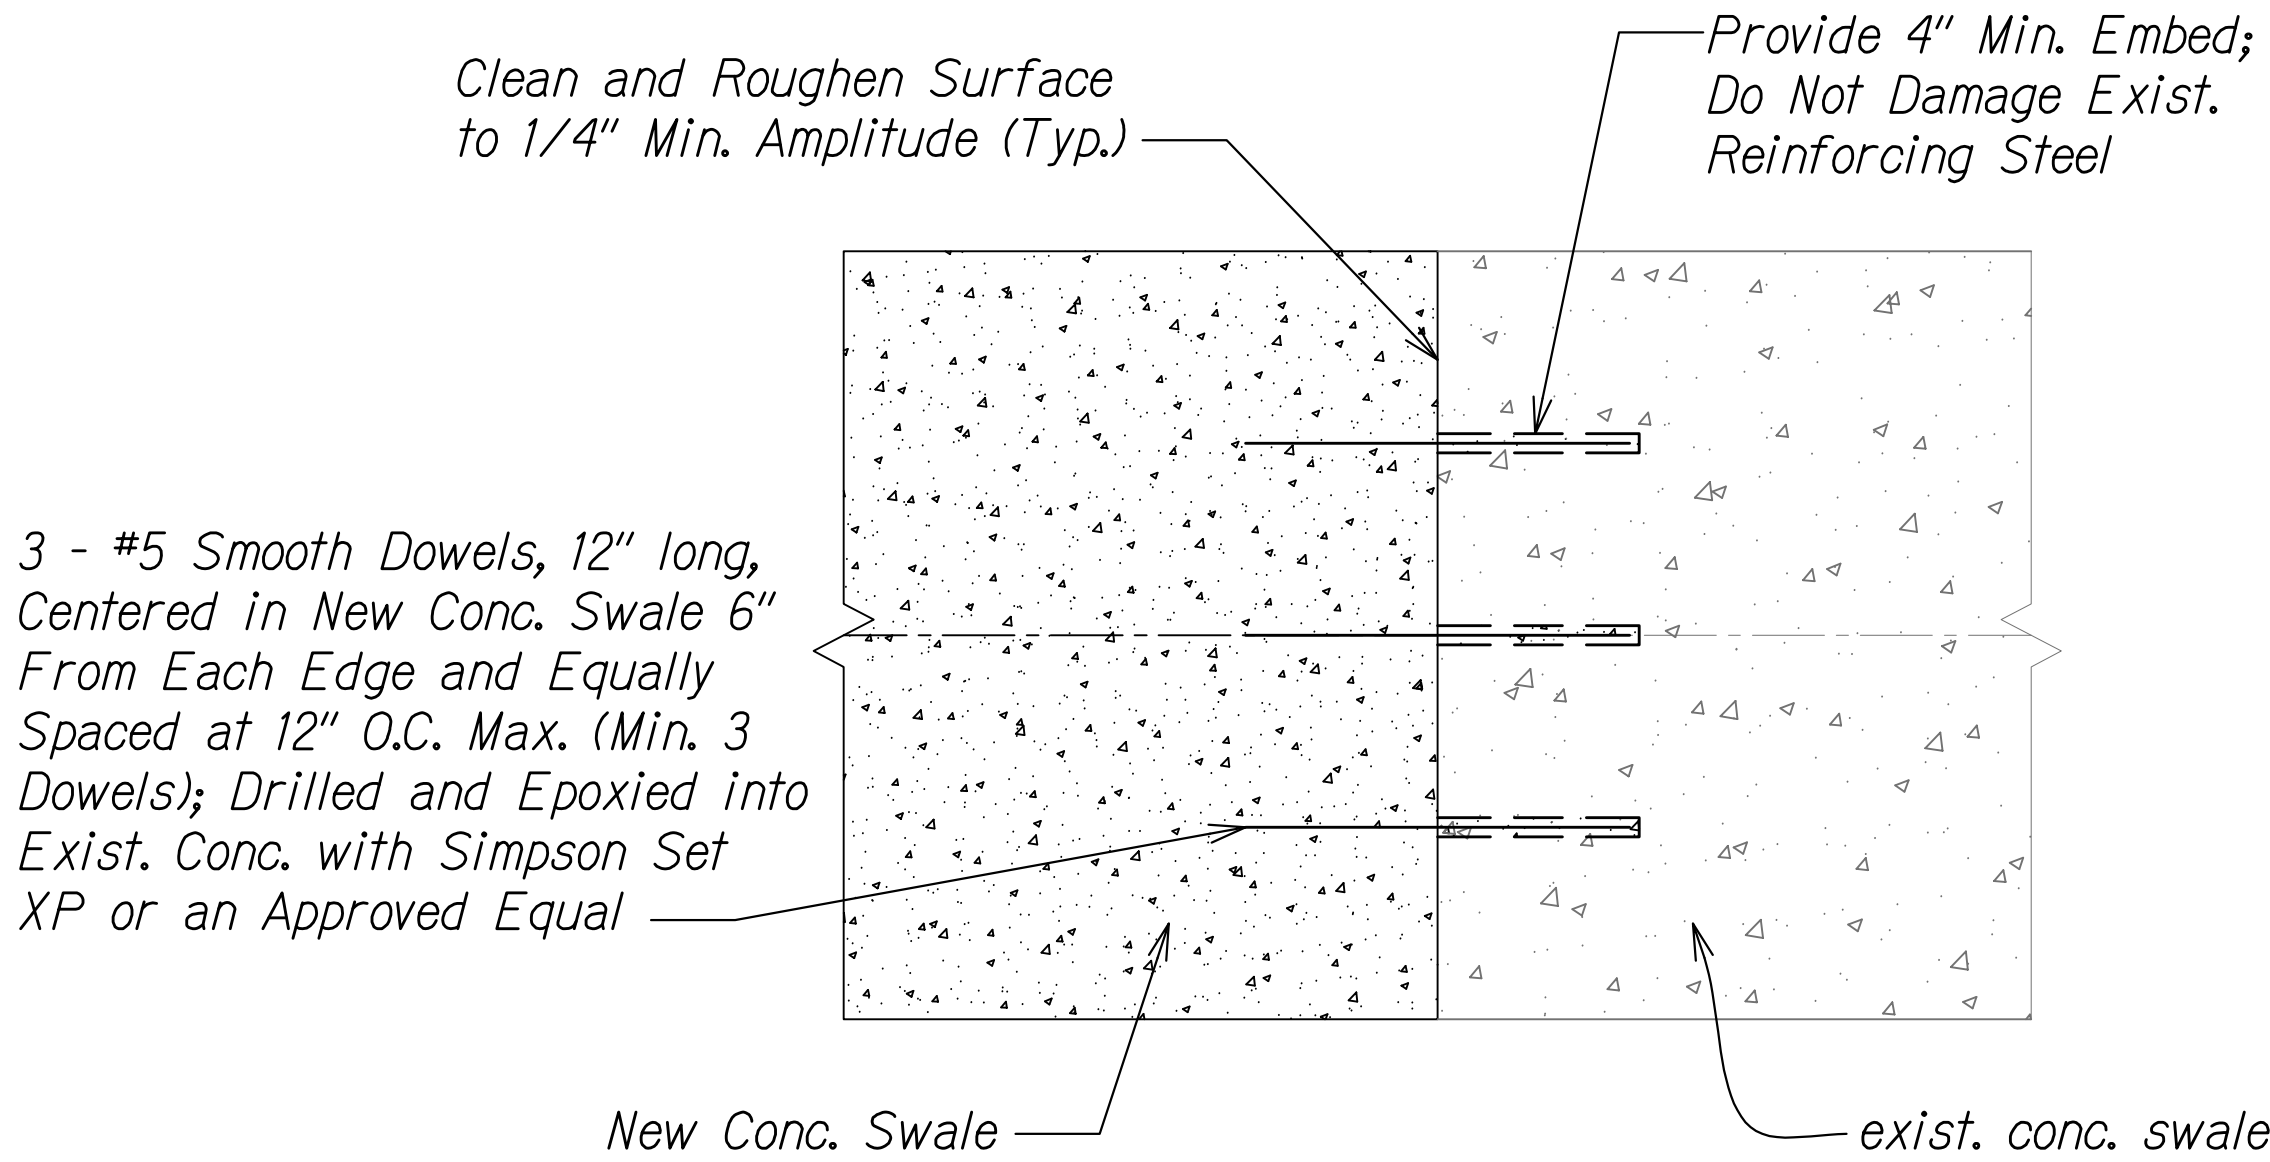 Provide 4" Min. Embed;
Do Not Damage Exist.
Reinforcing Steel
Clean and Roughen Surface
to 1/4" Min. Amplitude (Typ.)
3 - #5 Smooth Dowels, 12" long,
Centered in New Conc. Swale 6"
From Each Edge and Equally
Spaced at 12" O.C. Max. (Min. 3
Dowels); Drilled and Epoxied into
Exist. Conc. with Simpson Set
XP or an Approved Equal
New Conc. Swale
exist. conc. swale